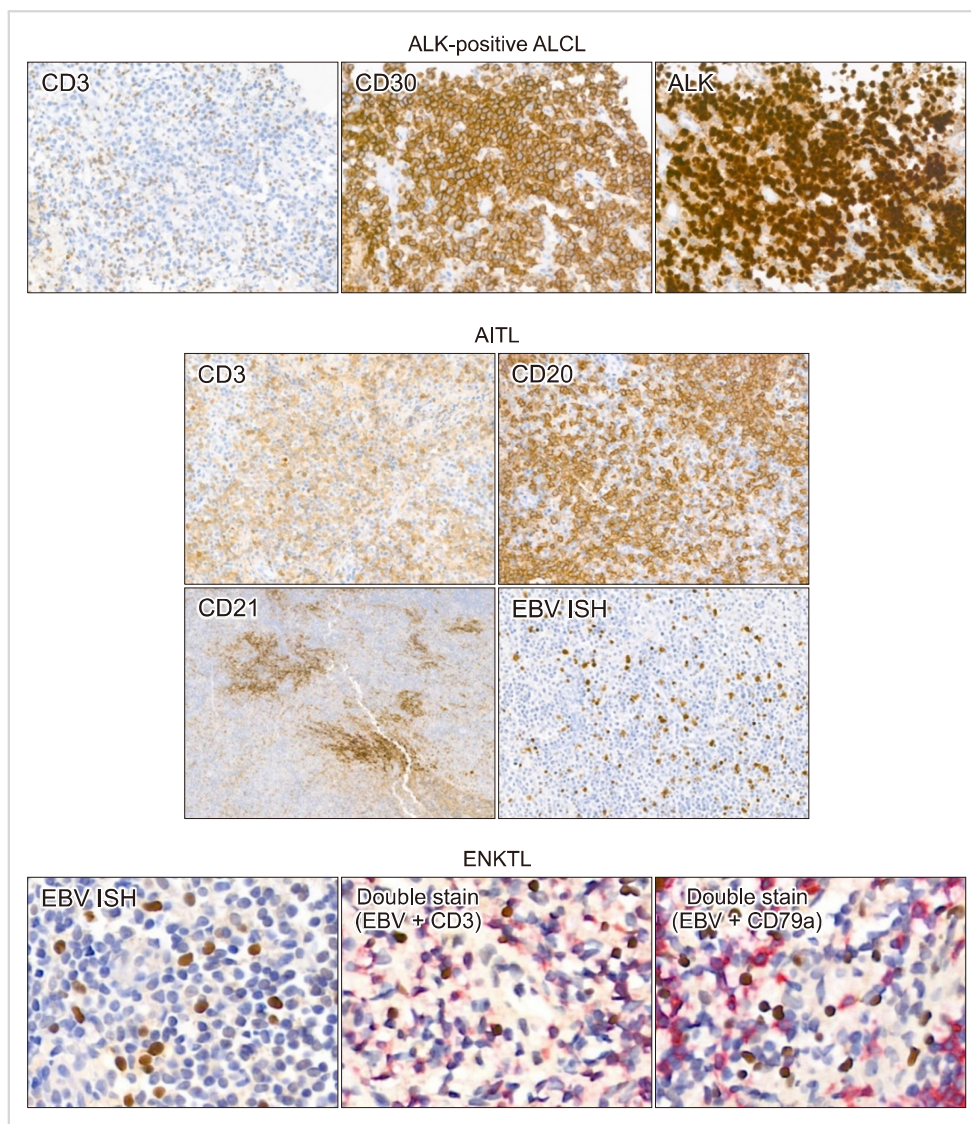 ALK-positive ALCL
CD3
CD30
ALK
AITL
CD3
CD20
CD21
EBV ISH
ENKTL
EBV ISH
Double stain
(EBV + CD3)
Double stain
(EBV + CD79a)